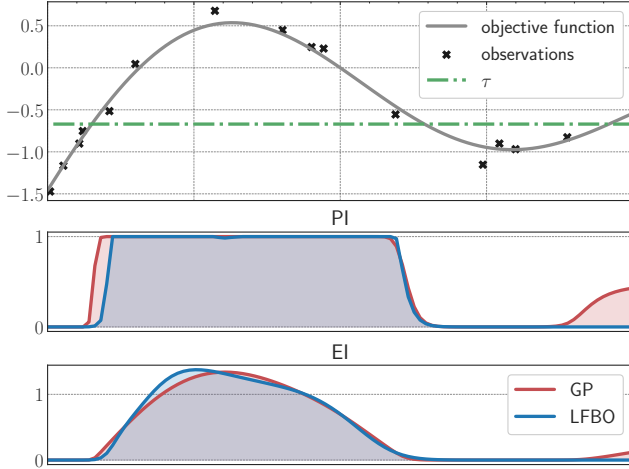 0.5
0.0
−0.5
−1.0
−1.5
objective function
observations
τ
PI
1
0
EI
1
0
GP
LFBO